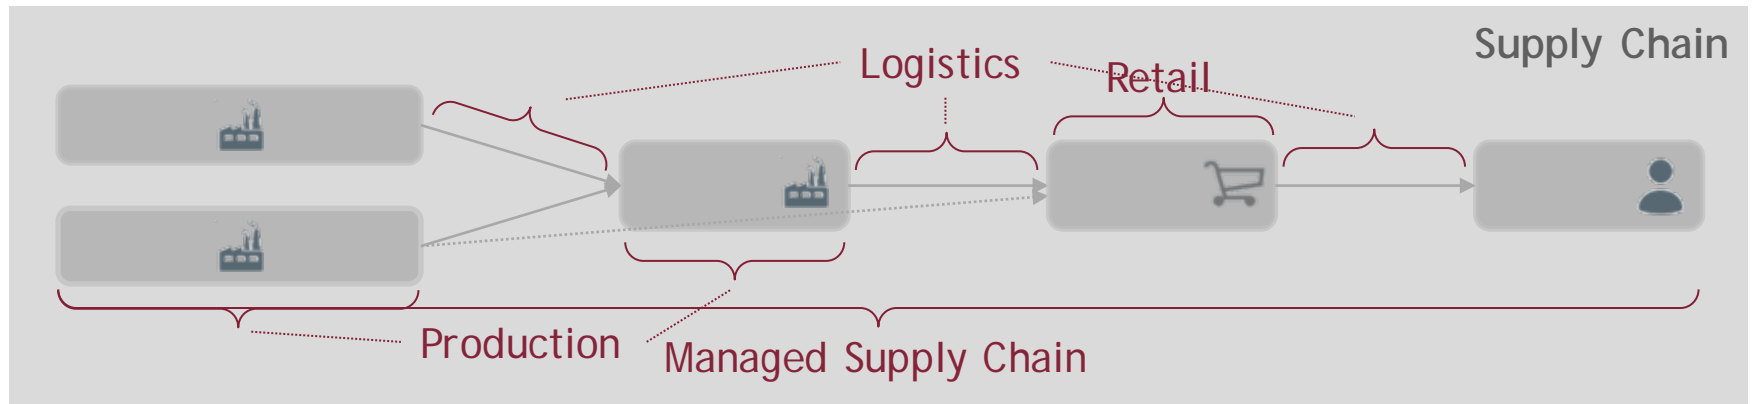 Supply Chain
Logistics
Retail
Production
Managed Supply Chain